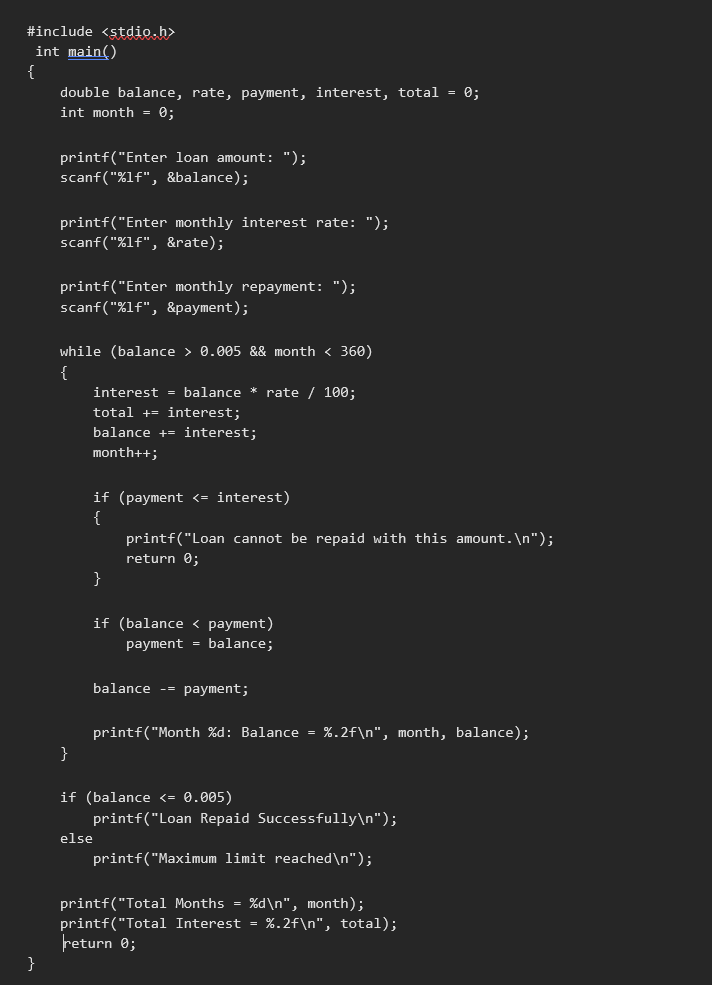 #include <stdio.h>
 int main()
{
    double balance, rate, payment, interest, total = 0;
    int month = 0;

    printf("Enter loan amount: ");
    scanf("%lf", &balance);

    printf("Enter monthly interest rate: ");
    scanf("%lf", &rate);

    printf("Enter monthly repayment: ");
    scanf("%lf", &payment);

    while (balance > 0.005 && month < 360)
    {
        interest = balance * rate / 100;
        total += interest;
        balance += interest;
        month++;

        if (payment <= interest)
        {
            printf("Loan cannot be repaid with this amount.\n");
            return 0;
        }

        if (balance < payment)
            payment = balance;

        balance -= payment;

        printf("Month %d: Balance = %.2f\n", month, balance);
    }

    if (balance <= 0.005)
        printf("Loan Repaid Successfully\n");
    else
        printf("Maximum limit reached\n");

    printf("Total Months = %d\n", month);
    printf("Total Interest = %.2f\n", total);
    return 0;
}